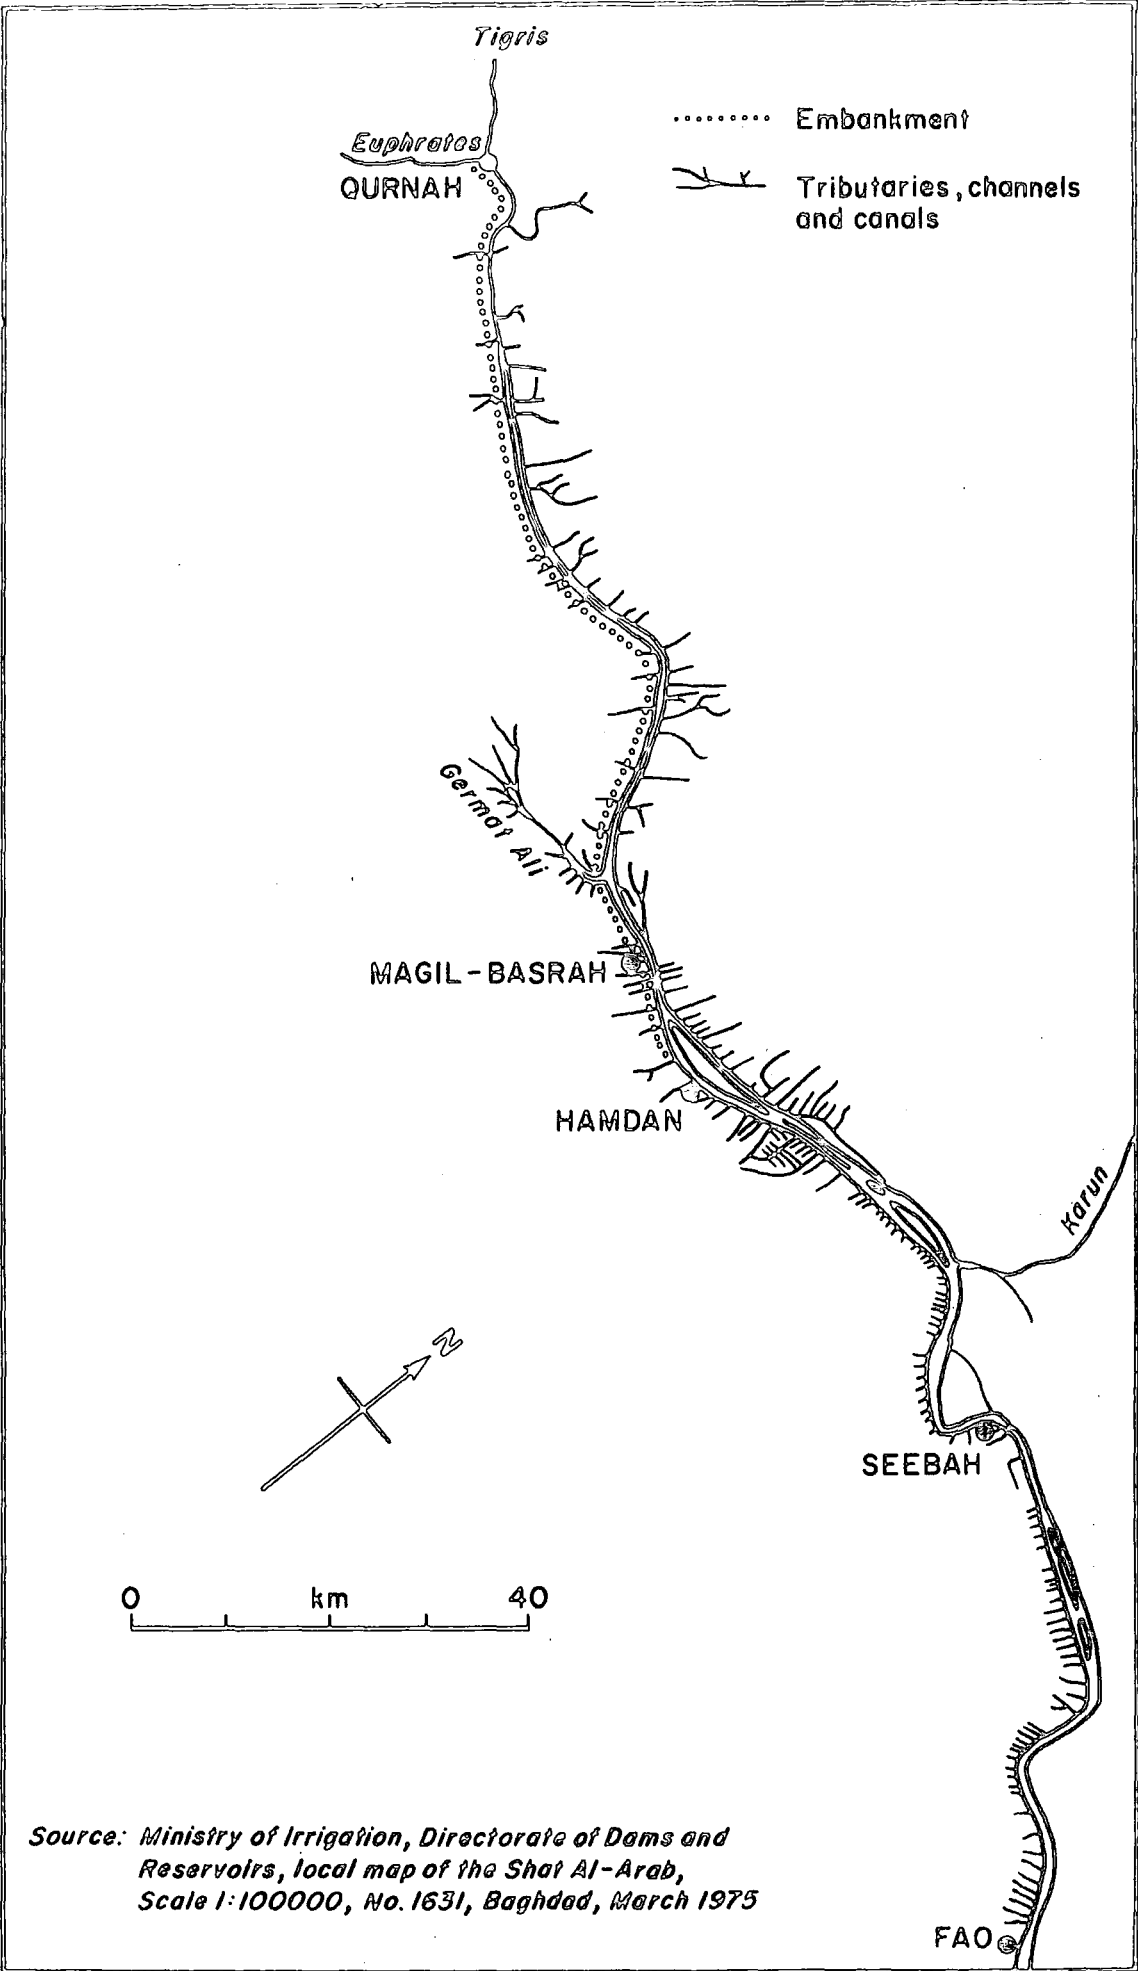 Tigris
Embankment
Euphrates
QURNAH
Tributaries, channels
and canals
Germat Ali
MAGIL-BASRAH
HAMDAN
Karun
N
SEEBAH
0 km 40
Source: Ministry of Irrigation, Directorate of Dams and
Reservoirs, local map of the Shat Al-Arab,
Scale 1:100000, No. 1631, Baghdad, March 1975
FAO